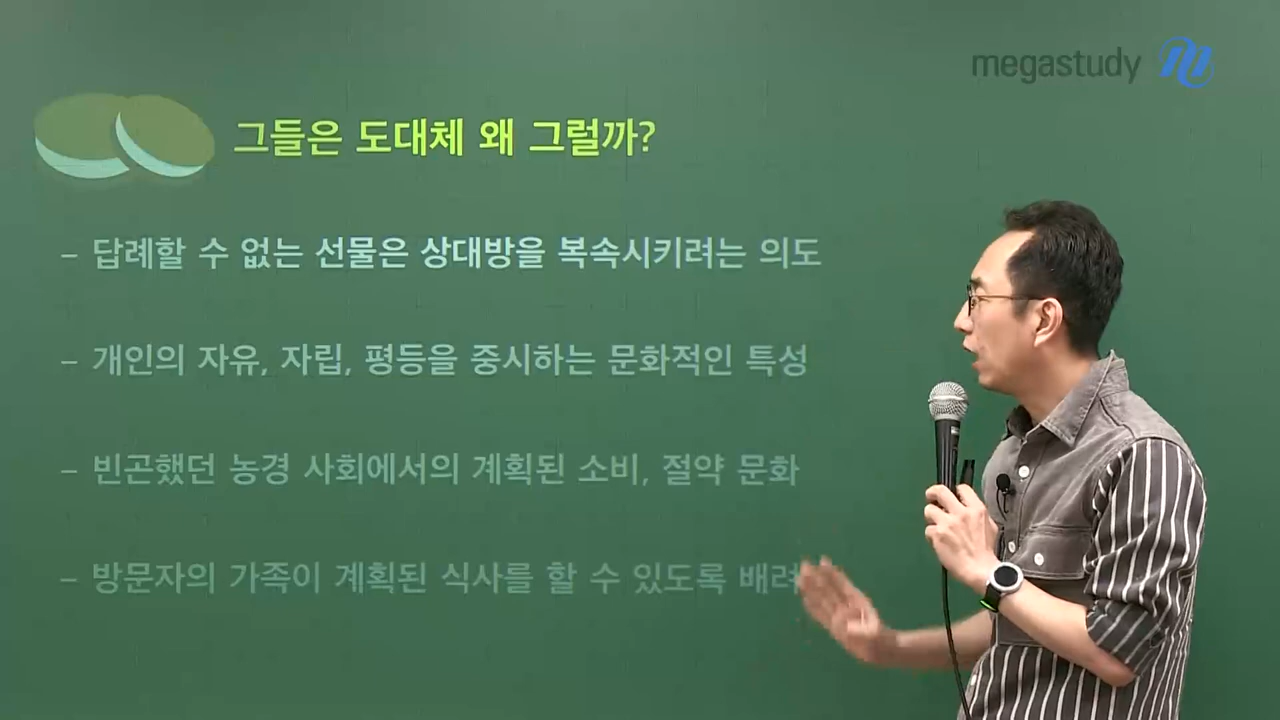 megastudy
그들은 도대체 왜 그럴까?
– 답례할 수 없는 선물은 상대방을 복속시키려는 의도
– 개인의 자유, 자립, 평등을 중시하는 문화적인 특성
– 빈곤했던 농경 사회에서의 계획된 소비, 절약 문화
– 방문자의 가족이 계획된 식사를 할 수 있도록 배려